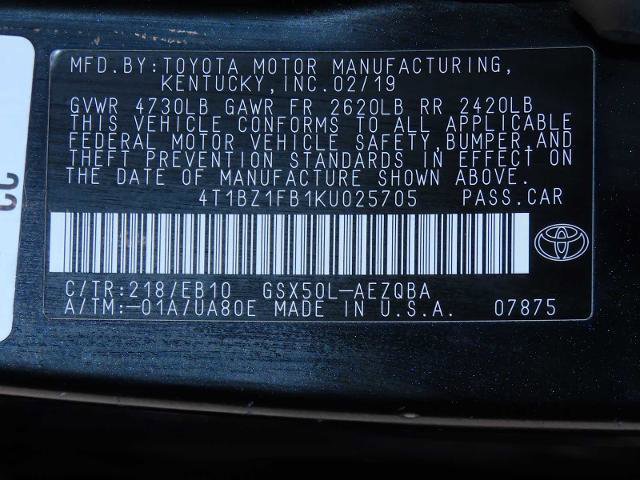 MFD.BY:TOYOTA MOTOR MANUFACTURING,
KENTUCKY,INC.02/19
GVWR 4730LB GAWR FR 2620LB RR 2420LB
THIS VEHICLE CONFORMS TO ALL APPLICABLE
FEDERAL MOTOR VEHICLE SAFETY,BUMPER,AND
THEFT PREVENTION STANDARDS IN EFFECT ON
THE DATE OF MANUFACTURE SHOWN ABOVE.
4T1BZ1FB1KU025705 PASS.CAR
C/TR:218/EB10 GSX50L-AEZQBA
A/TM:-01A/UA80E MADE IN U.S.A. 07875
CC